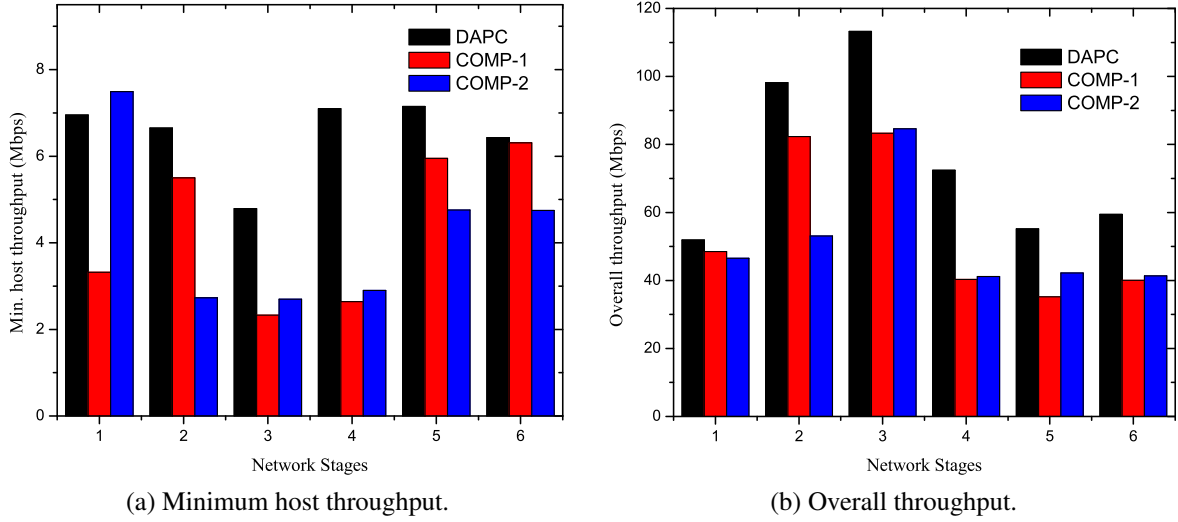 DAPC
COMP-1
COMP-2
8
6
4
2
0
Min. host throughput (Mbps)
1 2 3 4 5 6
Network Stages
(a) Minimum host throughput.
DAPC
COMP-1
COMP-2
120
100
80
60
40
20
0
Overall throughput (Mbps)
1 2 3 4 5 6
Network Stages
(b) Overall throughput.